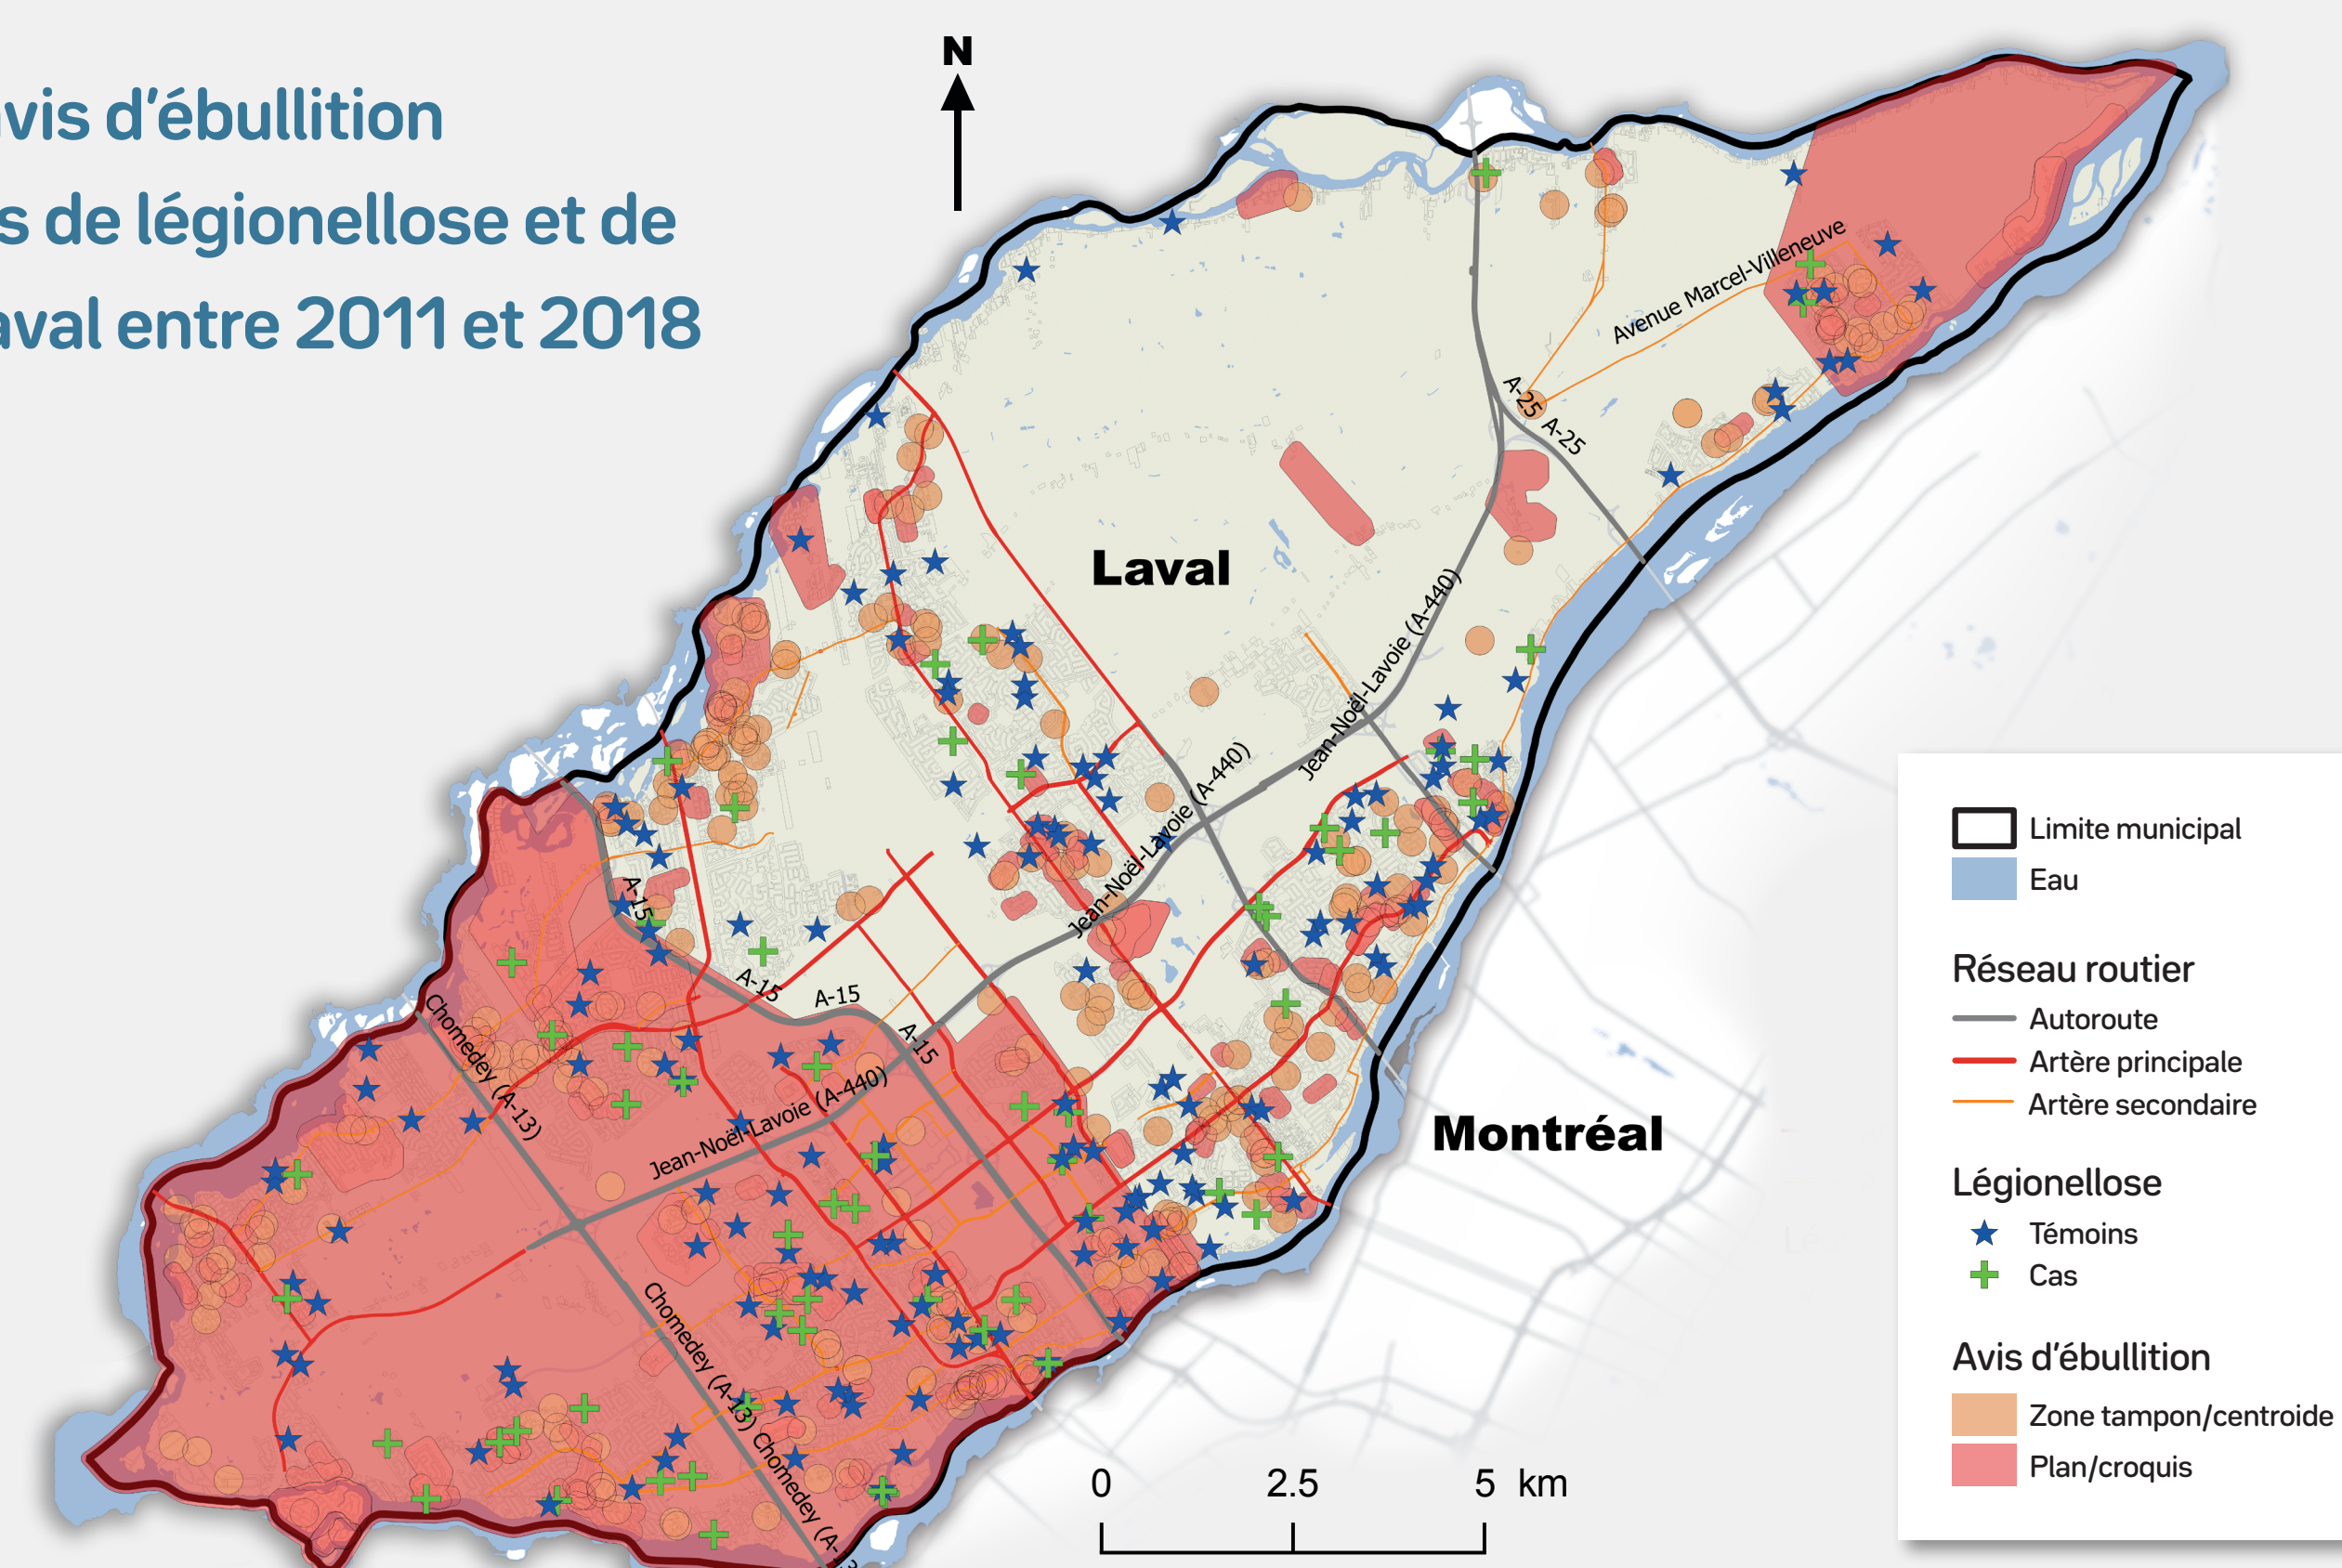 vis d'ébullition
s de légionellose et de
aval entre 2011 et 2018
N
Avenue Marcel-Villeneuve
A-25
A-25
Laval
Jean-Noël-Lavoie (A-440)
Jean-Noël-Lavoie (A-440)
A-15
A-15
A-15
A-15
Chomedey (A-13)
Jean-Noël-Lavoie (A-440)
Montréal
Chomedey (A-13)
Chomedey (A-13
0 2.5 5 km
Limite municipal
Eau
Réseau routier
Autoroute
Artère principale
Artère secondaire
Légionellose
Témoins
Cas
Avis d'ébullition
Zone tampon/centroide
Plan/croquis